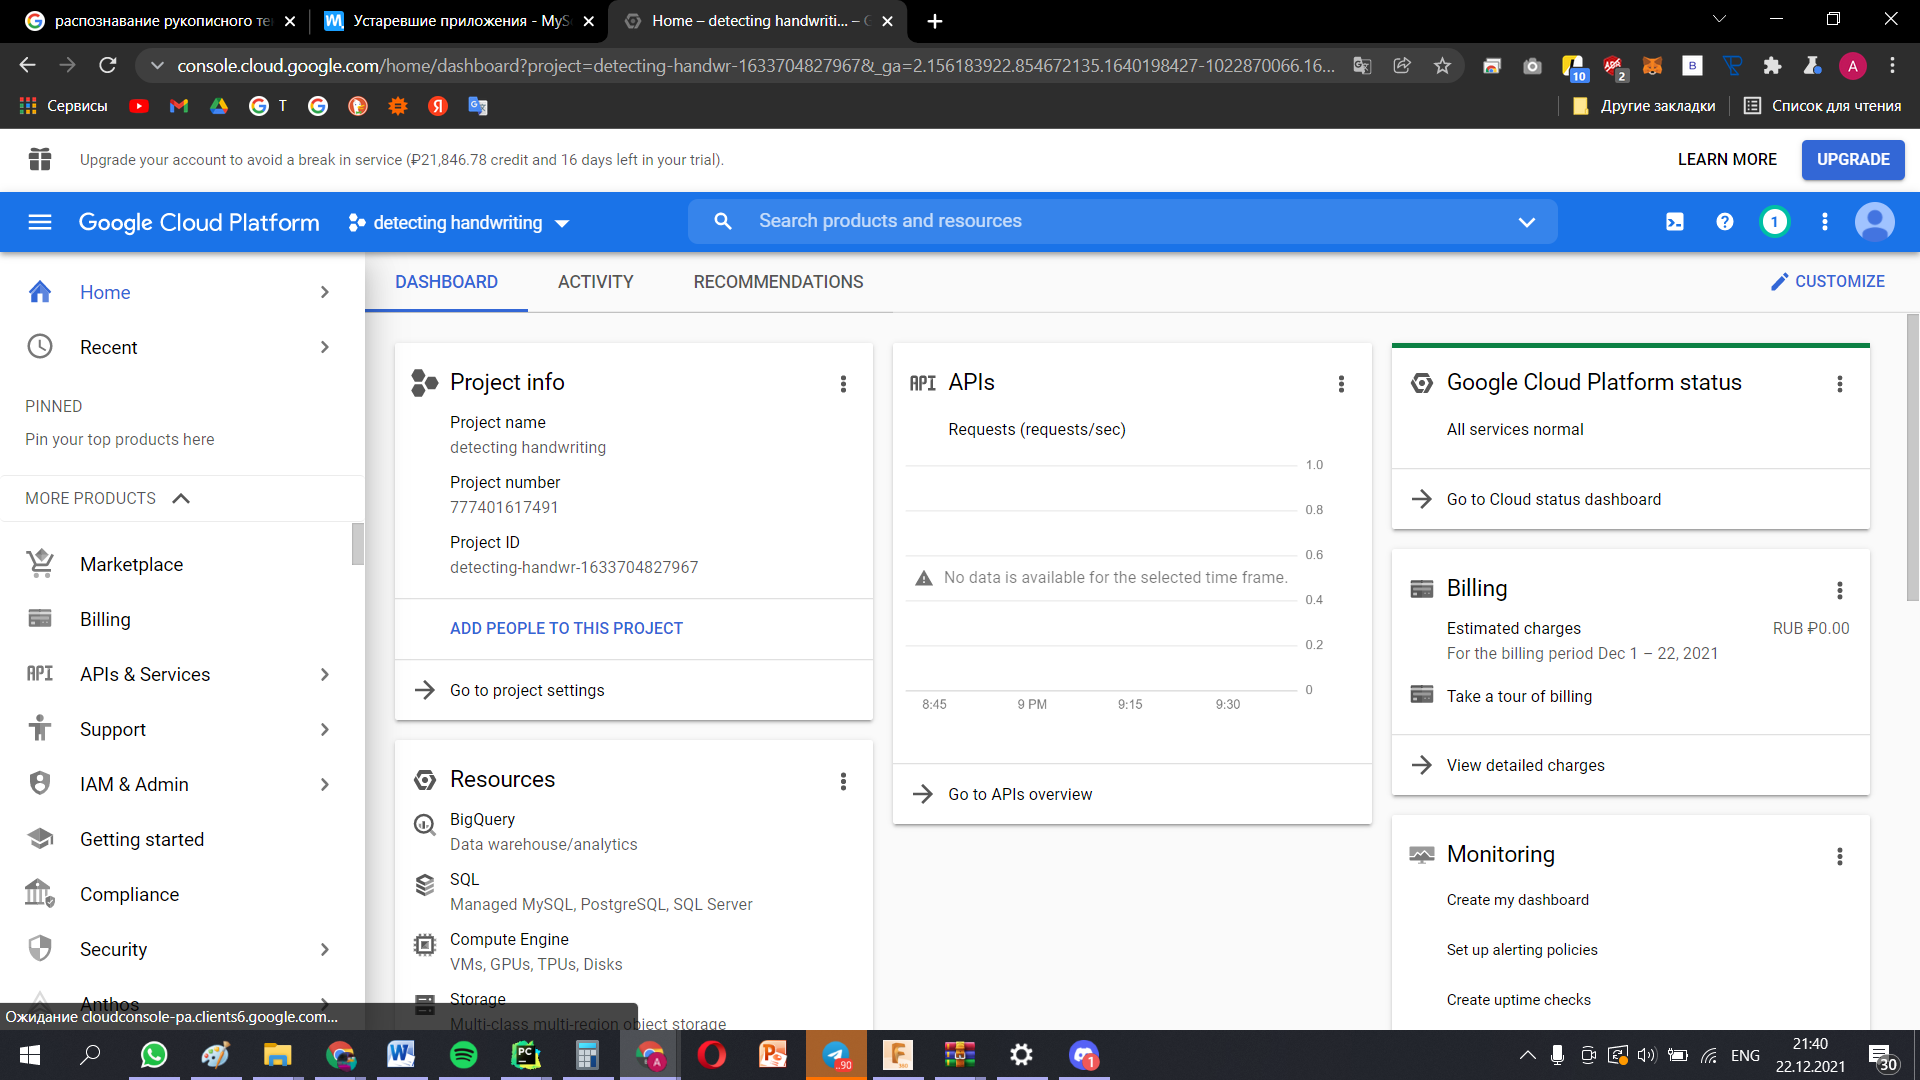 распознавание рукописного те
Устаревшие приложения - MyS
Home – detecting handwriti... – G
console.cloud.google.com/home/dashboard?project=detecting-handwr-1633704827967&_ga=2.156183922.854672135.1640198427-1022870066.16...
10
2
A
Сервисы
T
Другие закладки
Список для чтения
Upgrade your account to avoid a break in service (₽21,846.78 credit and 16 days left in your trial).
LEARN MORE
UPGRADE
Google Cloud Platform
detecting handwriting
Search products and resources
1
Home
Recent
PINNED
Pin your top products here
MORE PRODUCTS
Marketplace
Billing
API APIs & Services
Support
IAM & Admin
Getting started
Compliance
Security
Anthos
DASHBOARD
ACTIVITY
RECOMMENDATIONS
CUSTOMIZE
Project info
Project name
detecting handwriting
Project number
777401617491
Project ID
detecting-handwr-1633704827967
ADD PEOPLE TO THIS PROJECT
Go to project settings
Resources
BigQuery
Data warehouse/analytics
SQL
Managed MySQL, PostgreSQL, SQL Server
Compute Engine
VMs, GPUs, TPUs, Disks
Storage
Multi-class multi-region object storage
API APIs
Requests (requests/sec)
1.0
0.8
0.6
No data is available for the selected time frame.
0.4
0.2
0
8:45
9 PM
9:15
9:30
Go to APIs overview
Google Cloud Platform status
All services normal
Go to Cloud status dashboard
Billing
Estimated charges
RUB ₽0.00
For the billing period Dec 1 – 22, 2021
Take a tour of billing
View detailed charges
Monitoring
Create my dashboard
Set up alerting policies
Create uptime checks
Ожидание cloudconsole-pa.clients6.google.com...
..90
1
ENG
21:40
22.12.2021
30